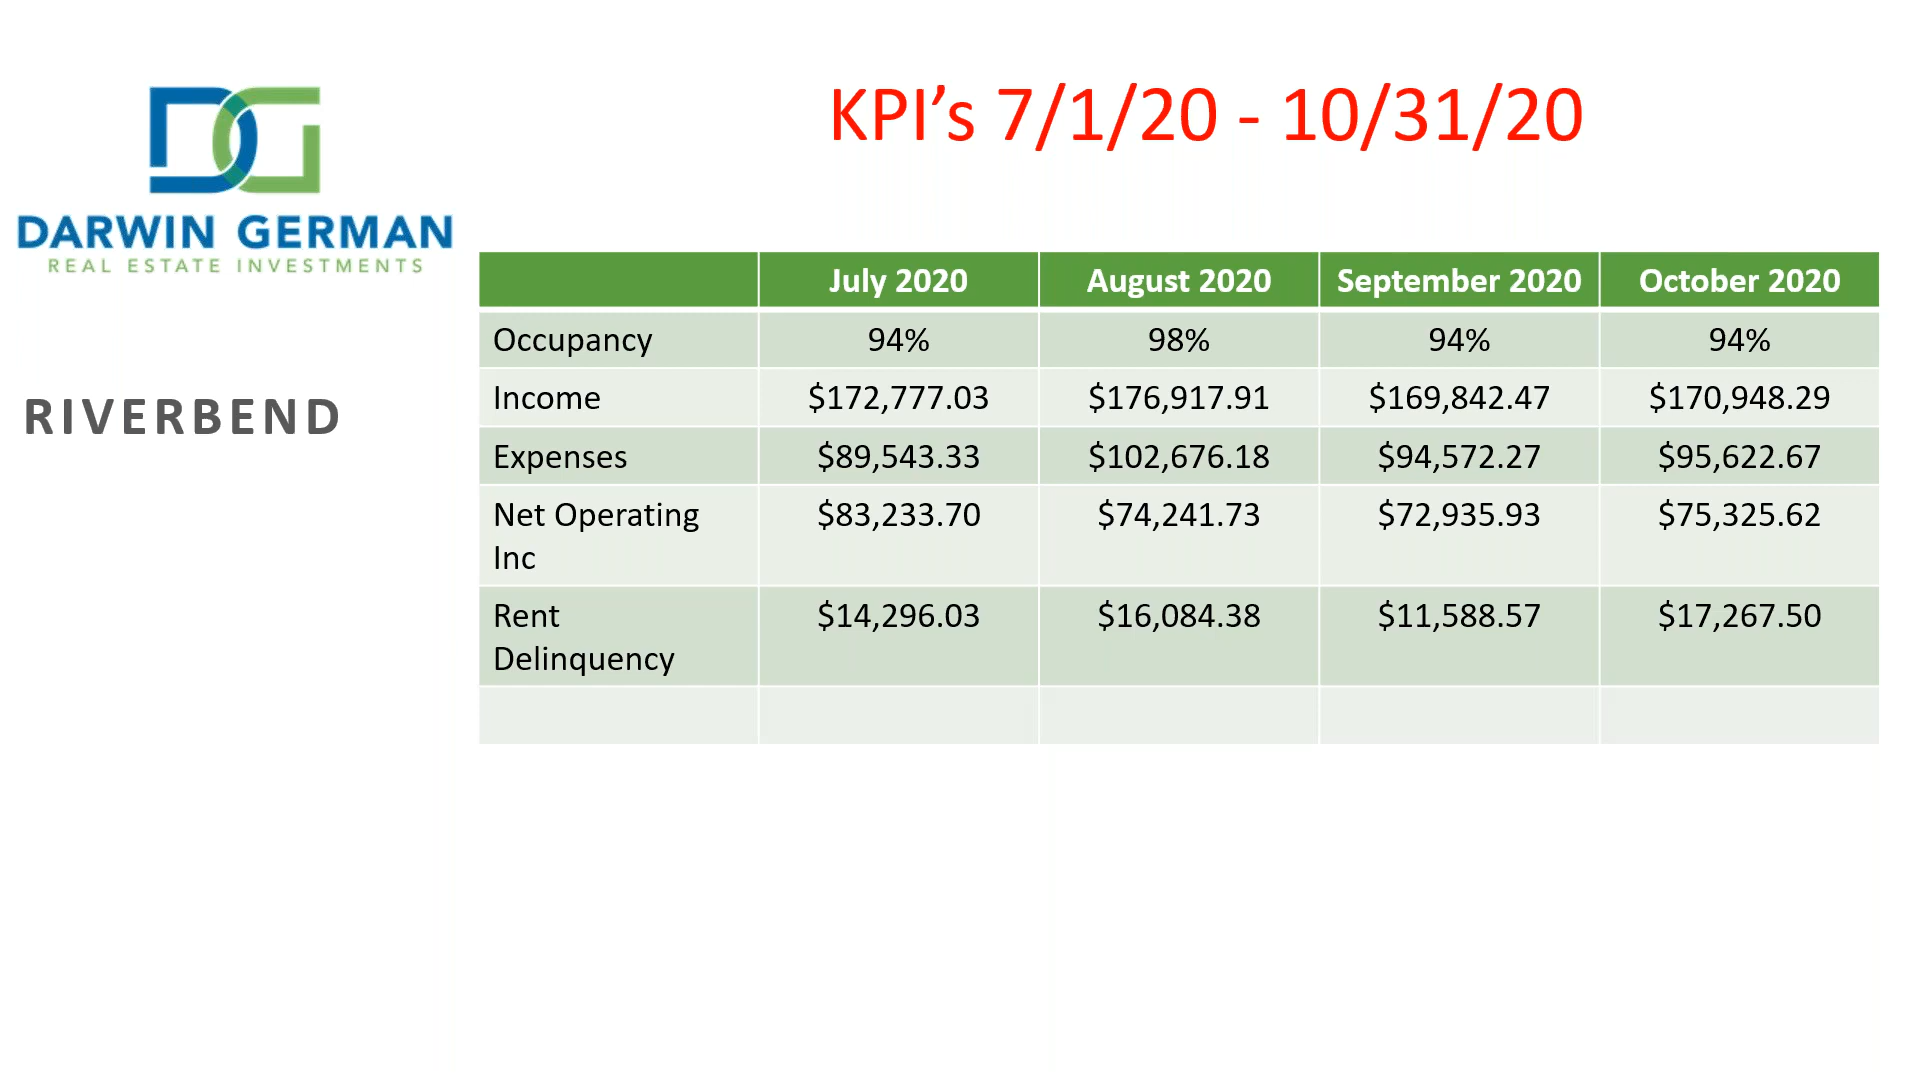 DG
DARWIN GERMAN
REAL ESTATE INVESTMENTS
RIVERBEND
KPI’s 7/1/20 - 10/31/20
July 2020 August 2020 September 2020 October 2020
Occupancy 94% 98% 94% 94%
Income $172,777.03 $176,917.91 $169,842.47 $170,948.29
Expenses $89,543.33 $102,676.18 $94,572.27 $95,622.67
Net Operating $83,233.70 $74,241.73 $72,935.93 $75,325.62
Inc
Rent $14,296.03 $16,084.38 $11,588.57 $17,267.50
Delinquency